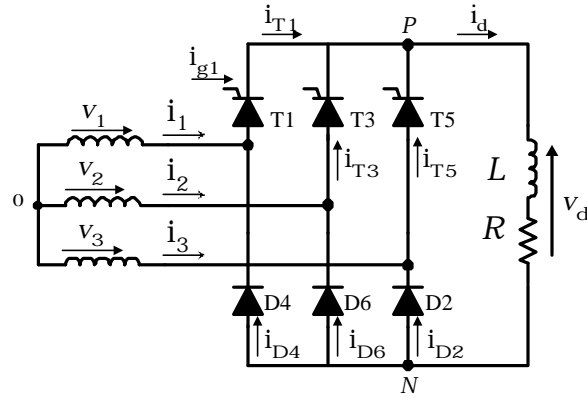 i_T1 P i_d
i_g1
T1 T3 T5
v_1 i_1
i_T3 i_T5 L
v_2 i_2
o v_d
R
v_3 i_3
D4 D6 D2
i_D4 i_D6 i_D2
N